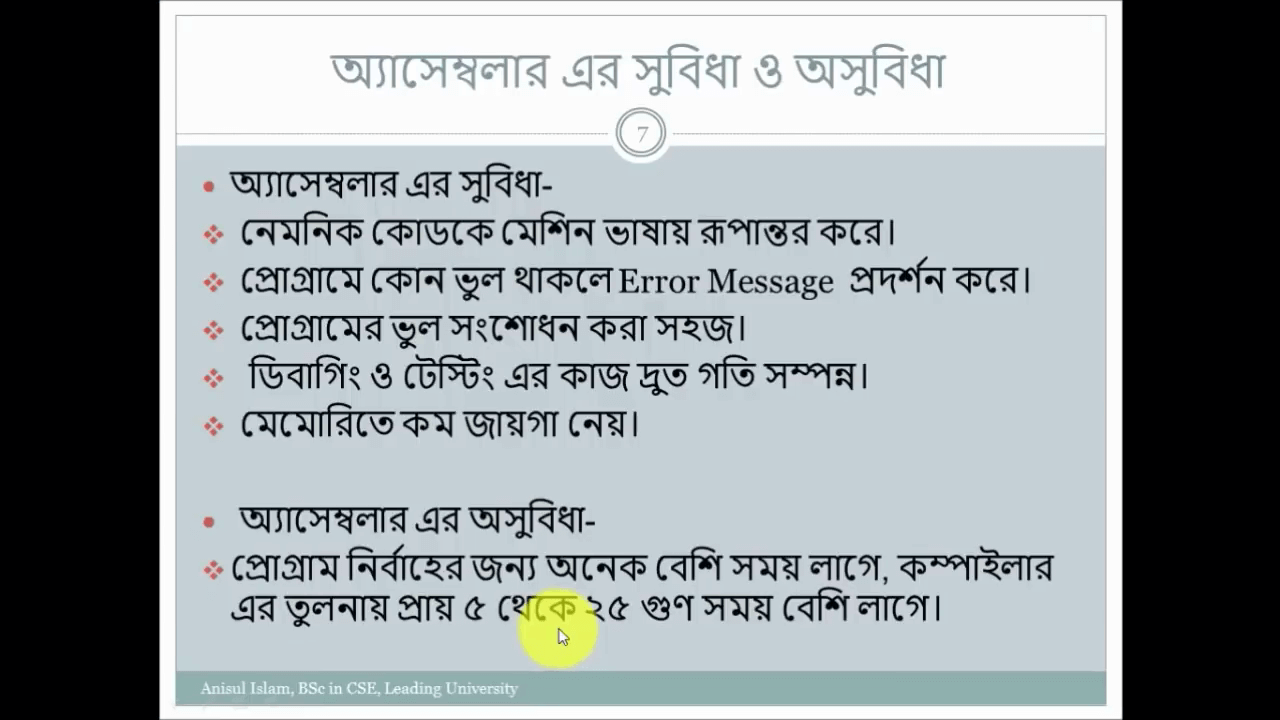 অ্যাসেম্বলার এর সুবিধা ও অসুবিধা
7
• অ্যাসেম্বলার এর সুবিধা-
❖ নেমনিক কোডকে মেশিন ভাষায় রূপান্তর করে।
❖ প্রোগ্রামে কোন ভুল থাকলে Error Message প্রদর্শন করে।
❖ প্রোগ্রামের ভুল সংশোধন করা সহজ।
❖ ডিবাগিং ও টেস্টিং এর কাজ দ্রুত গতি সম্পন্ন।
❖ মেমোরিতে কম জায়গা নেয়।
• অ্যাসেম্বলার এর অসুবিধা-
❖ প্রোগ্রাম নির্বাহের জন্য অনেক বেশি সময় লাগে, কম্পাইলার
এর তুলনায় প্রায় ৫ থেকে ২৫ গুণ সময় বেশি লাগে।
Anisul Islam, BSc in CSE, Leading University